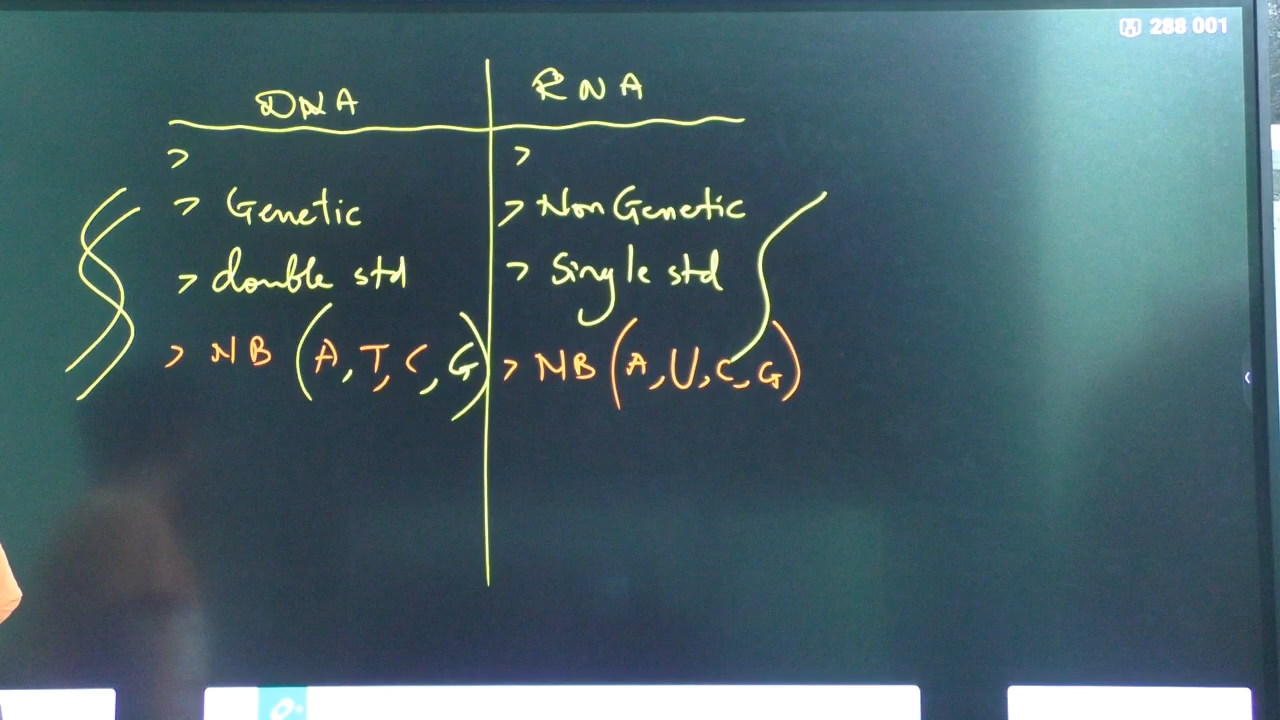 288 001
DNA RNA
> >
> Genetic > Non Genetic
> double std > Single std
> NB (A, T, C, G) > NB (A, U, C, G)